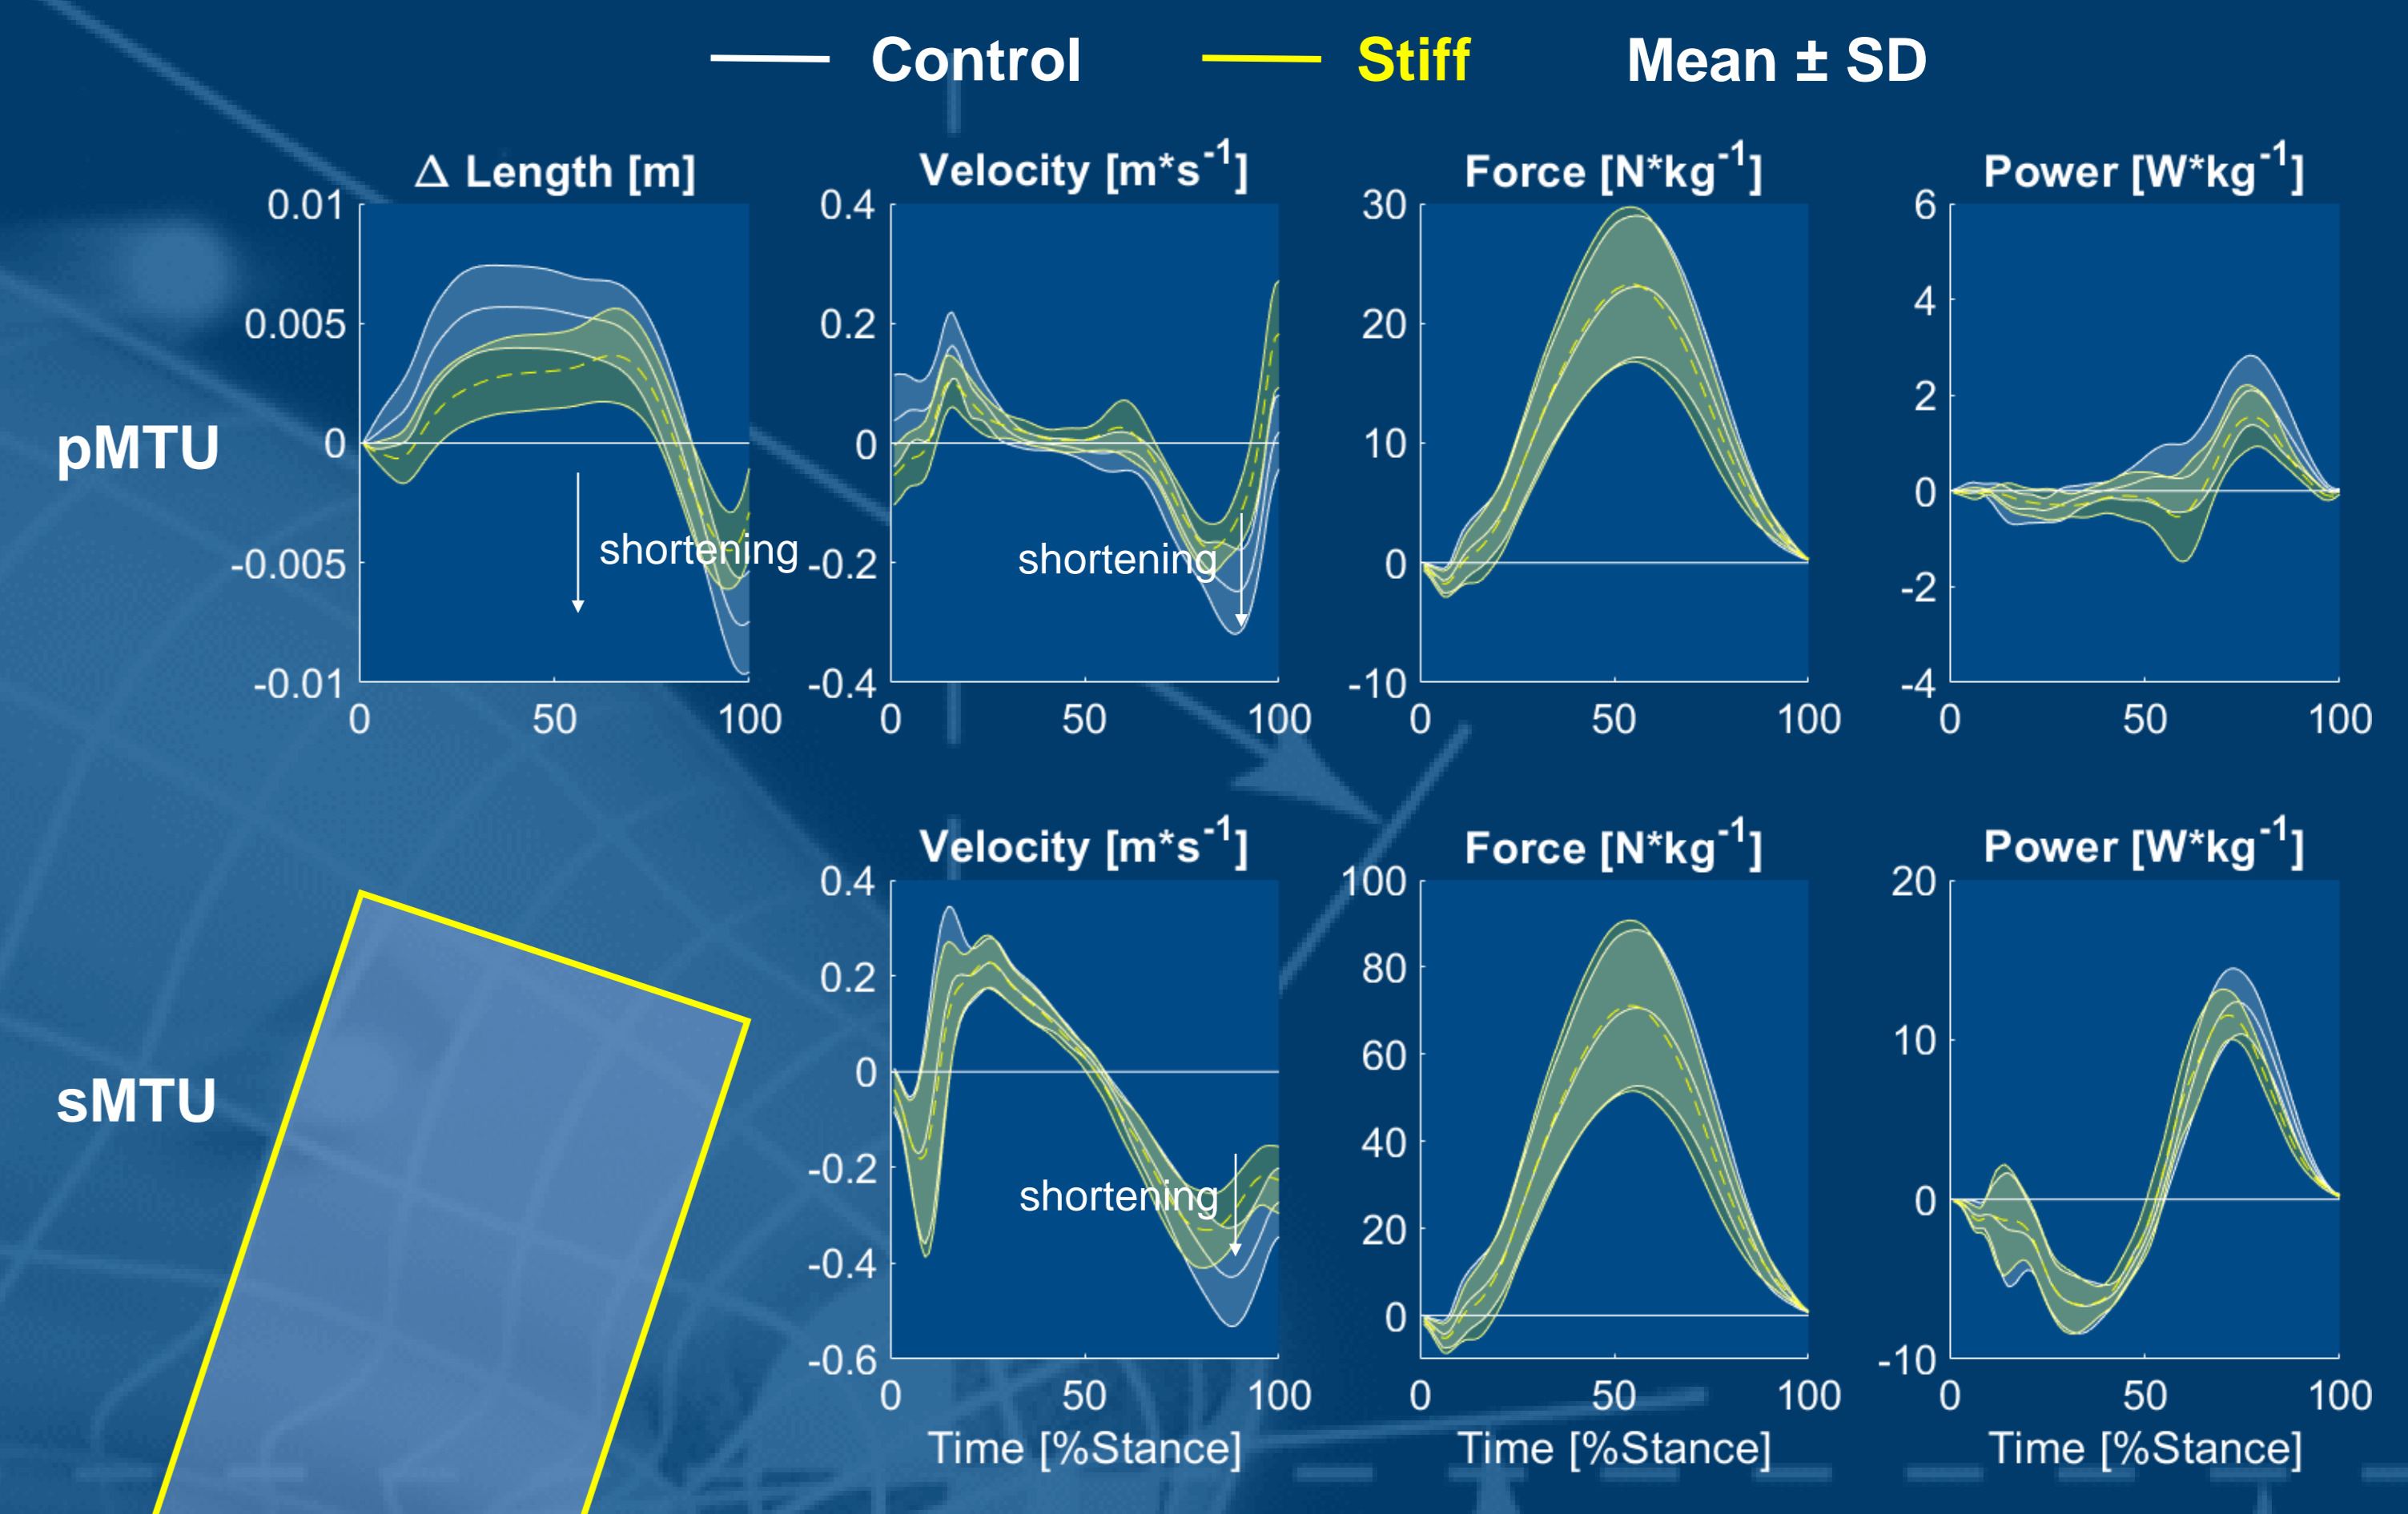 Control Stiff Mean ± SD
Δ Length [m] Velocity [m*s-1] Force [N*kg-1] Power [W*kg-1]
0.01 0.4 30 6
4
0.005 0.2 20
2
pMTU 0 0 10
0
shortening shortening
-0.005 -0.2 0
-2
-0.01 -0.4 -10 -4
0 50 100 0 50 100 0 50 100 0 50 100
Velocity [m*s-1] Force [N*kg-1] Power [W*kg-1]
0.4 100 20
0.2 80
10
0 60
sMTU
-0.2 40
shortening 0
-0.4 20
0
-0.6 -10
0 50 100 0 50 100 0 50 100
Time [%Stance] Time [%Stance] Time [%Stance]